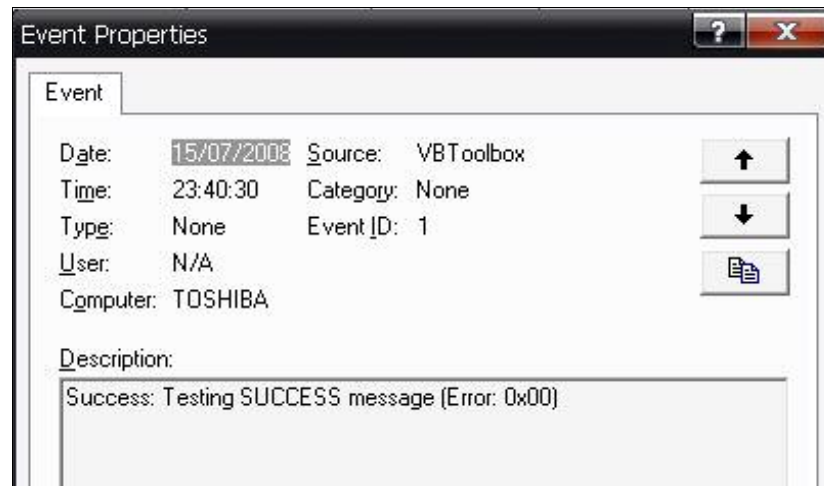 Event Properties
?
X
Event
Date: 15/07/2008 Source: VBToolbox
Time: 23:40:30 Category: None
Type: None Event ID: 1
User: N/A
Computer: TOSHIBA
Description:
Success: Testing SUCCESS message (Error: 0x00)